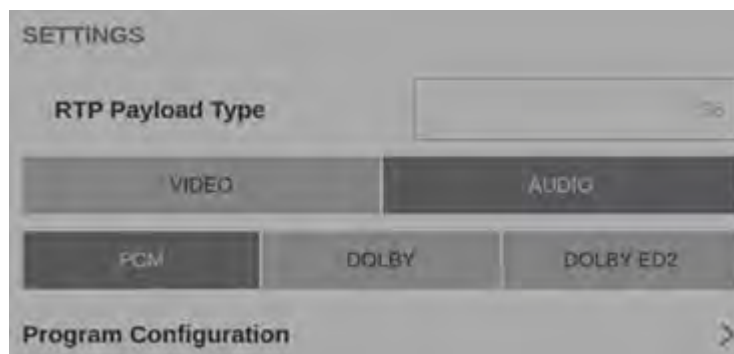 SETTINGS
RTP Payload Type
VIDEO AUDIO
PCM DOLBY DOLBY ED2
Program Configuration